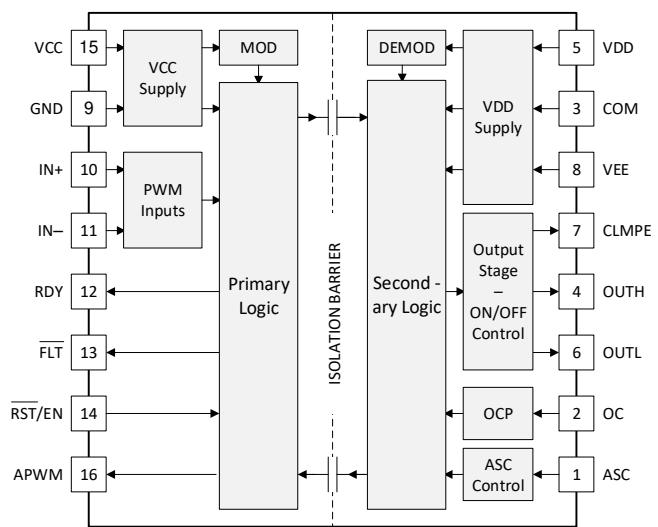 VCC
15
VCC
Supply
MOD
DEMOD
VDD
Supply
5
VDD
GND
9
3
COM
IN+
10
PWM
Inputs
8
VEE
IN–
11
Output
Stage
–
ON/OFF
Control
7
CLMPE
RDY
12
Primary
Logic
ISOLATION BARRIER
Second -
ary Logic
4
OUTH
FLT
13
6
OUTL
RST/EN
14
OCP
2
OC
APWM
16
ASC
Control
1
ASC